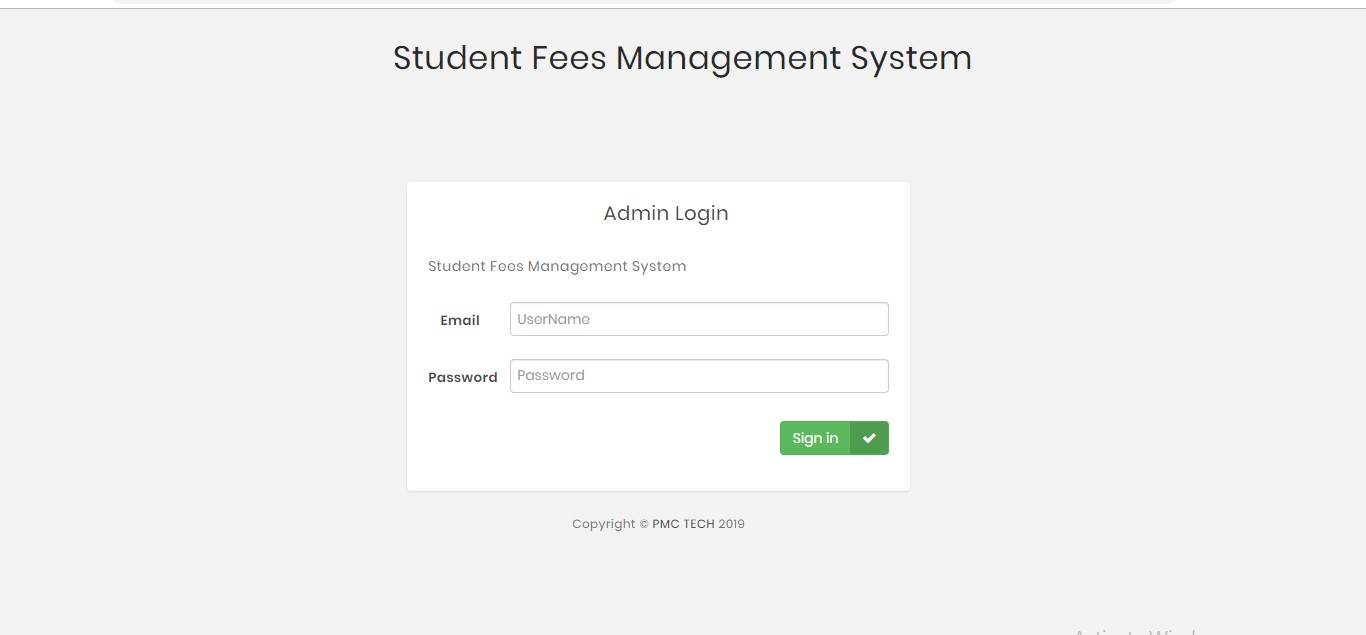 Student Fees Management System
Admin Login
Student Fees Management System
Email UserName
Password Password
Sign in
Copyright © PMC TECH 2019